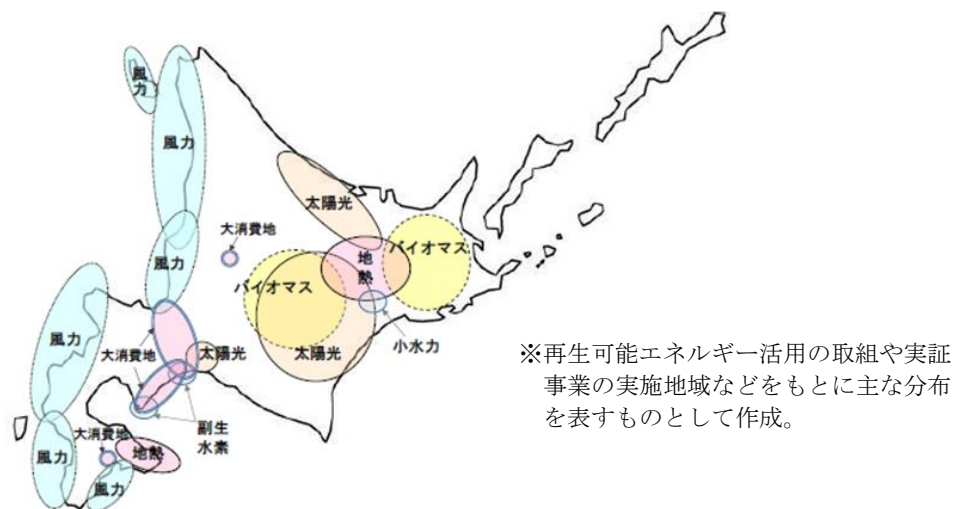 風
力
風力
太陽光
大消費地
バイオマス
地
熱
風力
バイオマス
風力
大消費地
太陽光
太陽光
小水力
※再生可能エネルギー活用の取組や実証
事業の実施地域などをもとに主な分布
を表すものとして作成。
大消費地
副生
水素
風力
地熱
風力